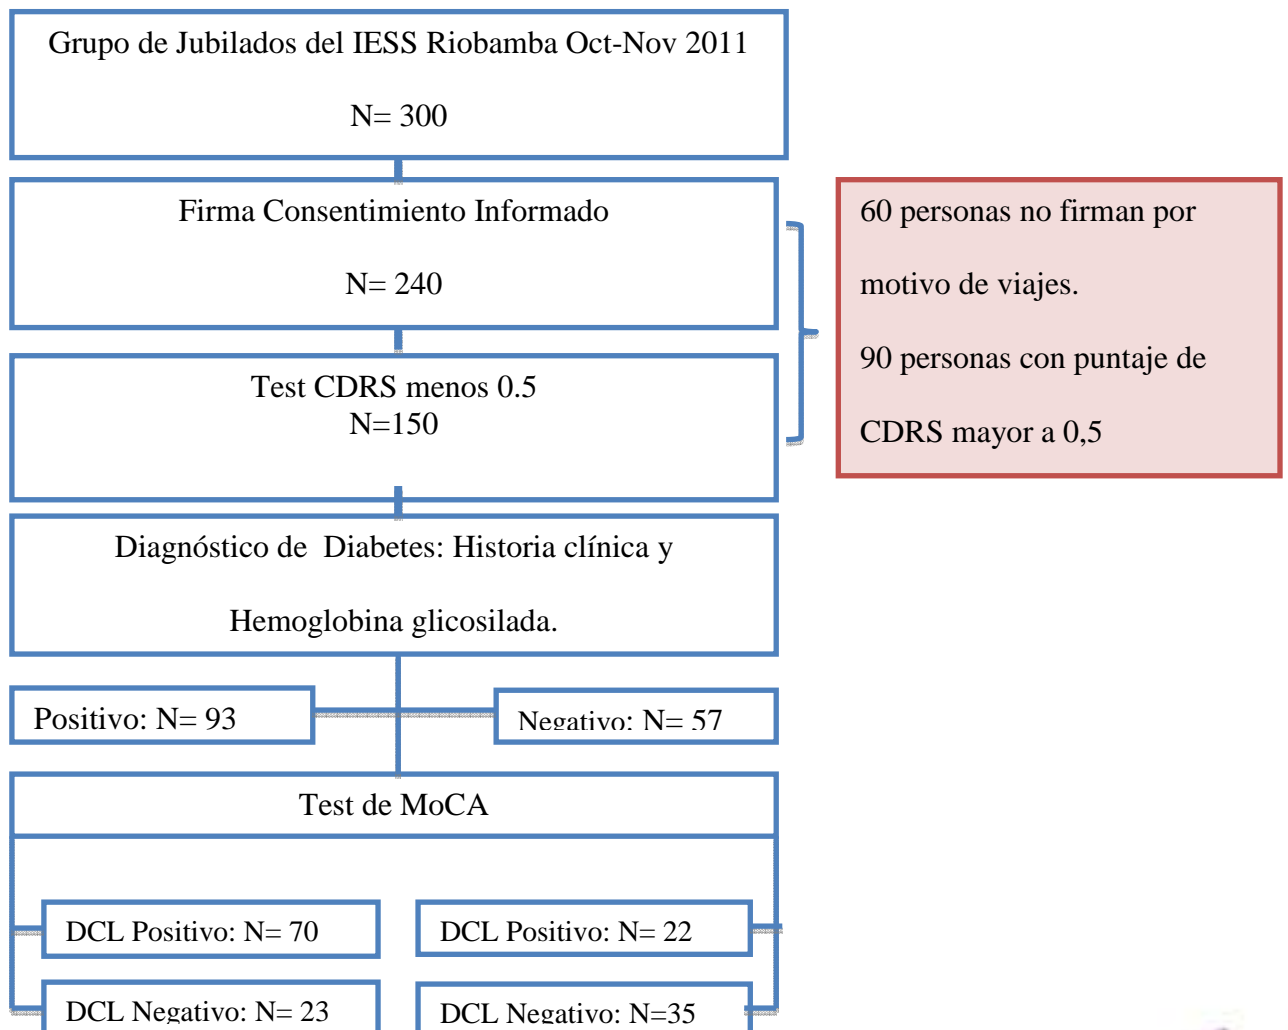 Grupo de Jubilados del IESS Riobamba Oct-Nov 2011
N= 300
Firma Consentimiento Informado
N= 240
60 personas no firman por
motivo de viajes.
90 personas con puntaje de
CDRS mayor a 0,5
Test CDRS menos 0.5
N=150
Diagnóstico de Diabetes: Historia clínica y
Hemoglobina glicosilada.
Positivo: N= 93
Negativo: N= 57
Test de MoCA
DCL Positivo: N= 70
DCL Positivo: N= 22
DCL Negativo: N= 23
DCL Negativo: N=35